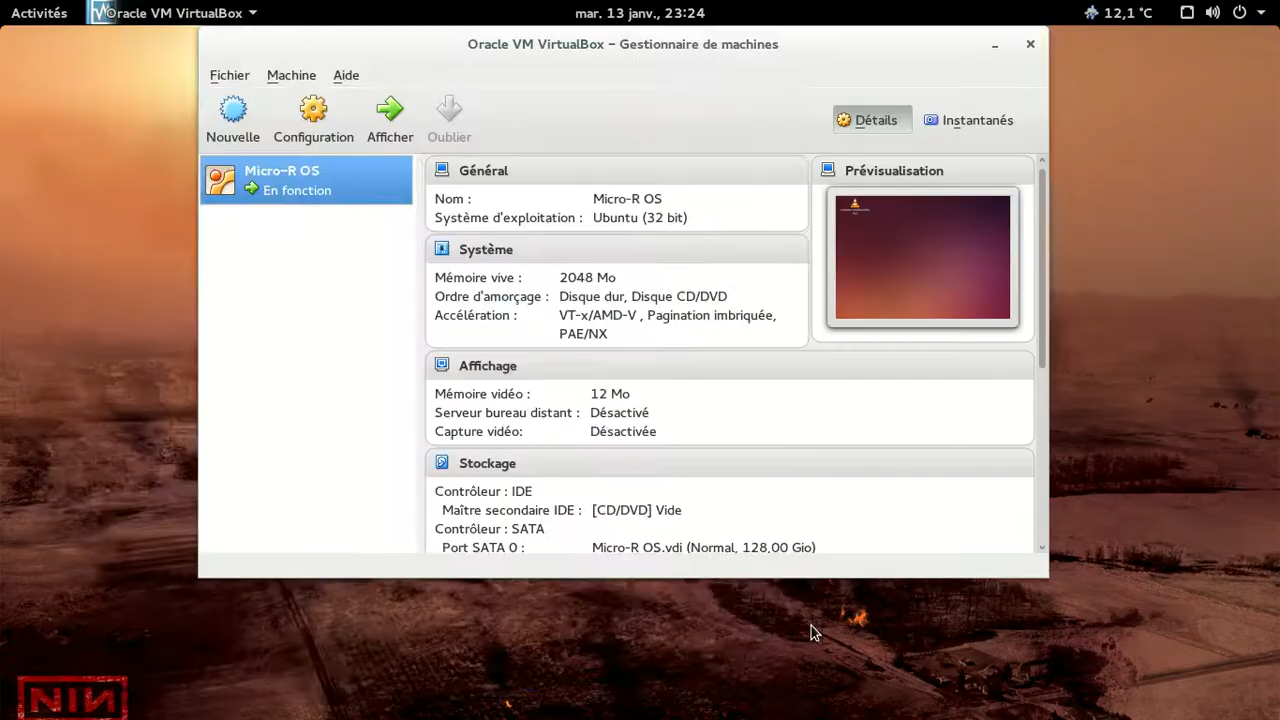 Activités
Oracle VM VirtualBox
mar. 13 janv., 23:24
12,1 °C
Oracle VM VirtualBox – Gestionnaire de machines
Fichier Machine Aide
Nouvelle Configuration Afficher Oublier
Détails Instantanés
Micro-R OS
En fonction
Général
Nom : Micro-R OS
Système d'exploitation : Ubuntu (32 bit)
Prévisualisation
Système
Mémoire vive : 2048 Mo
Ordre d'amorçage : Disque dur, Disque CD/DVD
Accélération : VT-x/AMD-V , Pagination imbriquée,
PAE/NX
Affichage
Mémoire vidéo : 12 Mo
Serveur bureau distant : Désactivé
Capture vidéo: Désactivée
Stockage
Contrôleur : IDE
Maître secondaire IDE : [CD/DVD] Vide
Contrôleur : SATA
Port SATA 0 : Micro-R OS.vdi (Normal, 128,00 Gio)
NIN